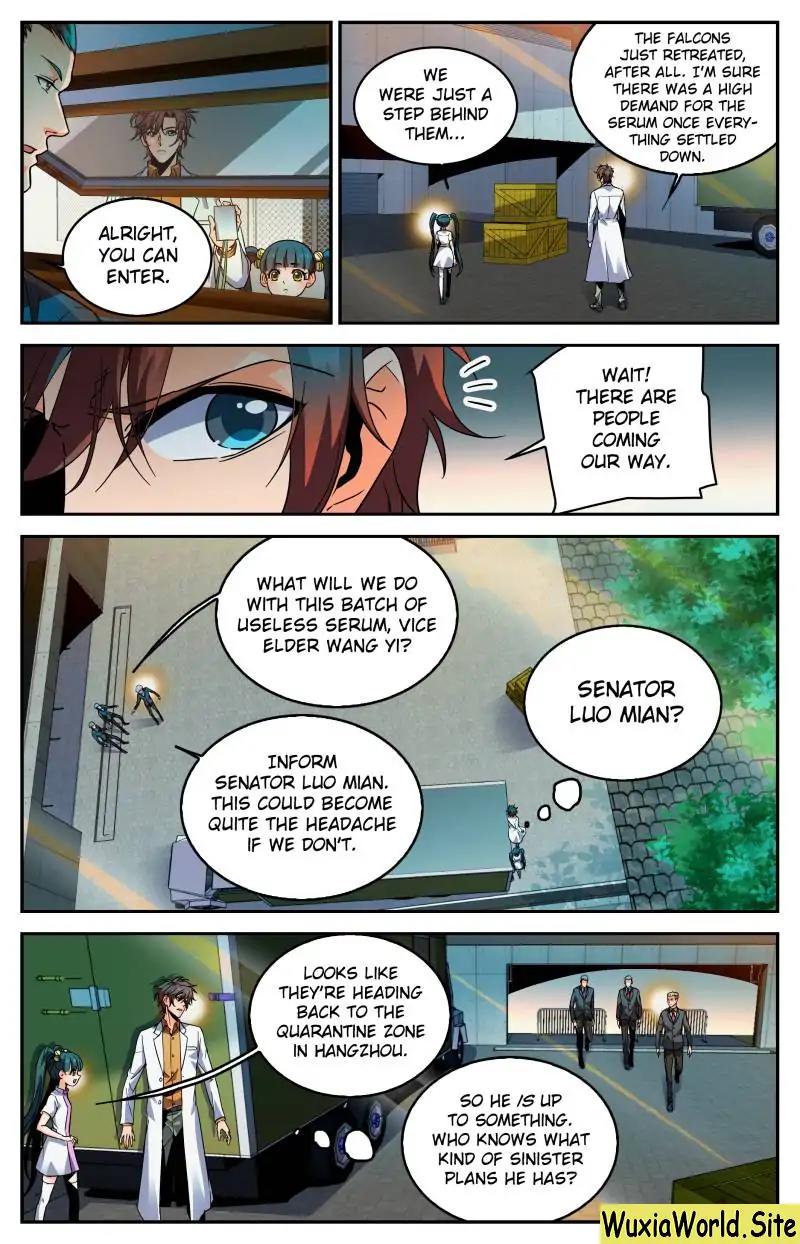 ALRIGHT,
YOU CAN
ENTER.
WE
WERE JUST A
STEP BEHIND
THEM...
THE FALCONS
JUST RETREATED,
AFTER ALL. I'M SURE
THERE WAS A HIGH
DEMAND FOR THE
SERUM ONCE EVERY-
THING SETTLED
DOWN.
WAIT!
THERE ARE
PEOPLE
COMING
OUR WAY.
WHAT WILL WE DO
WITH THIS BATCH OF
USELESS SERUM, VICE
ELDER WANG YI?
SENATOR
LUO MIAN?
INFORM
SENATOR LUO MIAN.
THIS COULD BECOME
QUITE THE HEADACHE
IF WE DON'T.
LOOKS LIKE
THEY'RE HEADING
BACK TO THE
QUARANTINE ZONE
IN HANGZHOU.
SO HE IS UP
TO SOMETHING.
WHO KNOWS WHAT
KIND OF SINISTER
PLANS HE HAS?
WuxiaWorld.Site